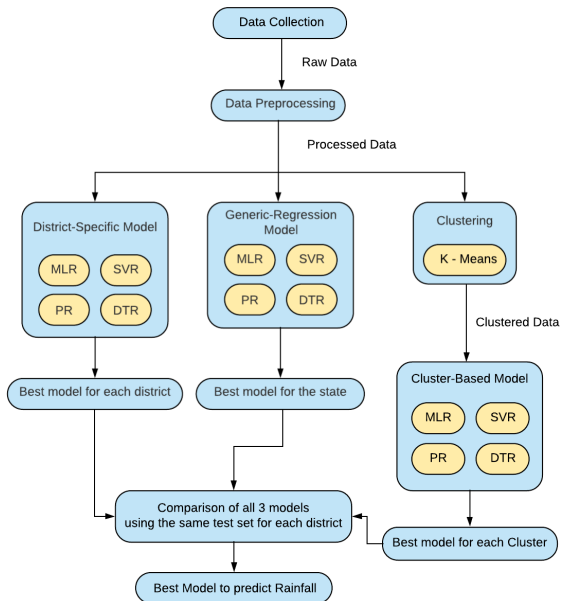 Data Collection
Raw Data
Data Preprocessing
Processed Data
District-Specific Model
MLR
SVR
PR
DTR
Generic-Regression
Model
MLR
SVR
PR
DTR
Clustering
K - Means
Clustered Data
Best model for each district
Best model for the state
Cluster-Based Model
MLR
SVR
PR
DTR
Comparison of all 3 models
using the same test set for each district
Best model for each Cluster
Best Model to predict Rainfall